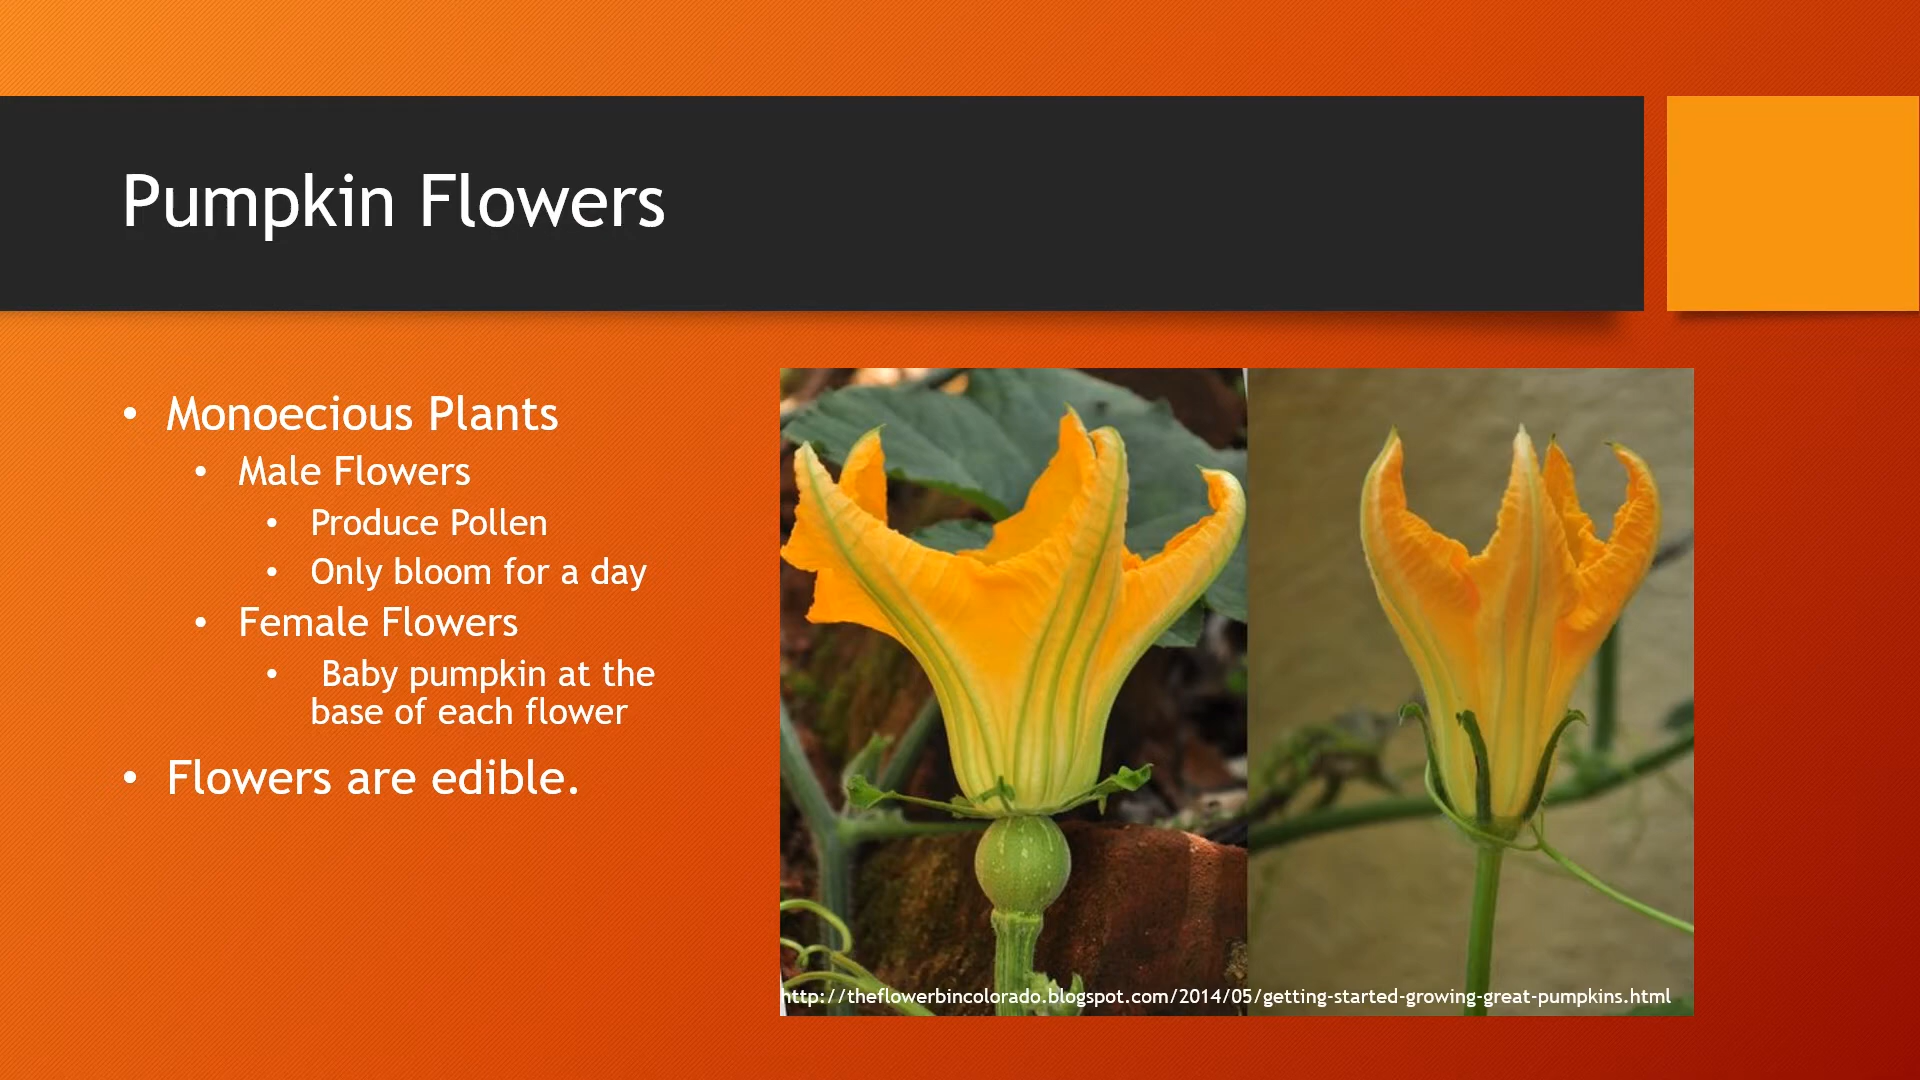 Pumpkin Flowers
• Monoecious Plants
• Male Flowers
• Produce Pollen
• Only bloom for a day
• Female Flowers
• Baby pumpkin at the
base of each flower
• Flowers are edible.
http://theflowerbincolorado.blogspot.com/2014/05/getting-started-growing-great-pumpkins.html